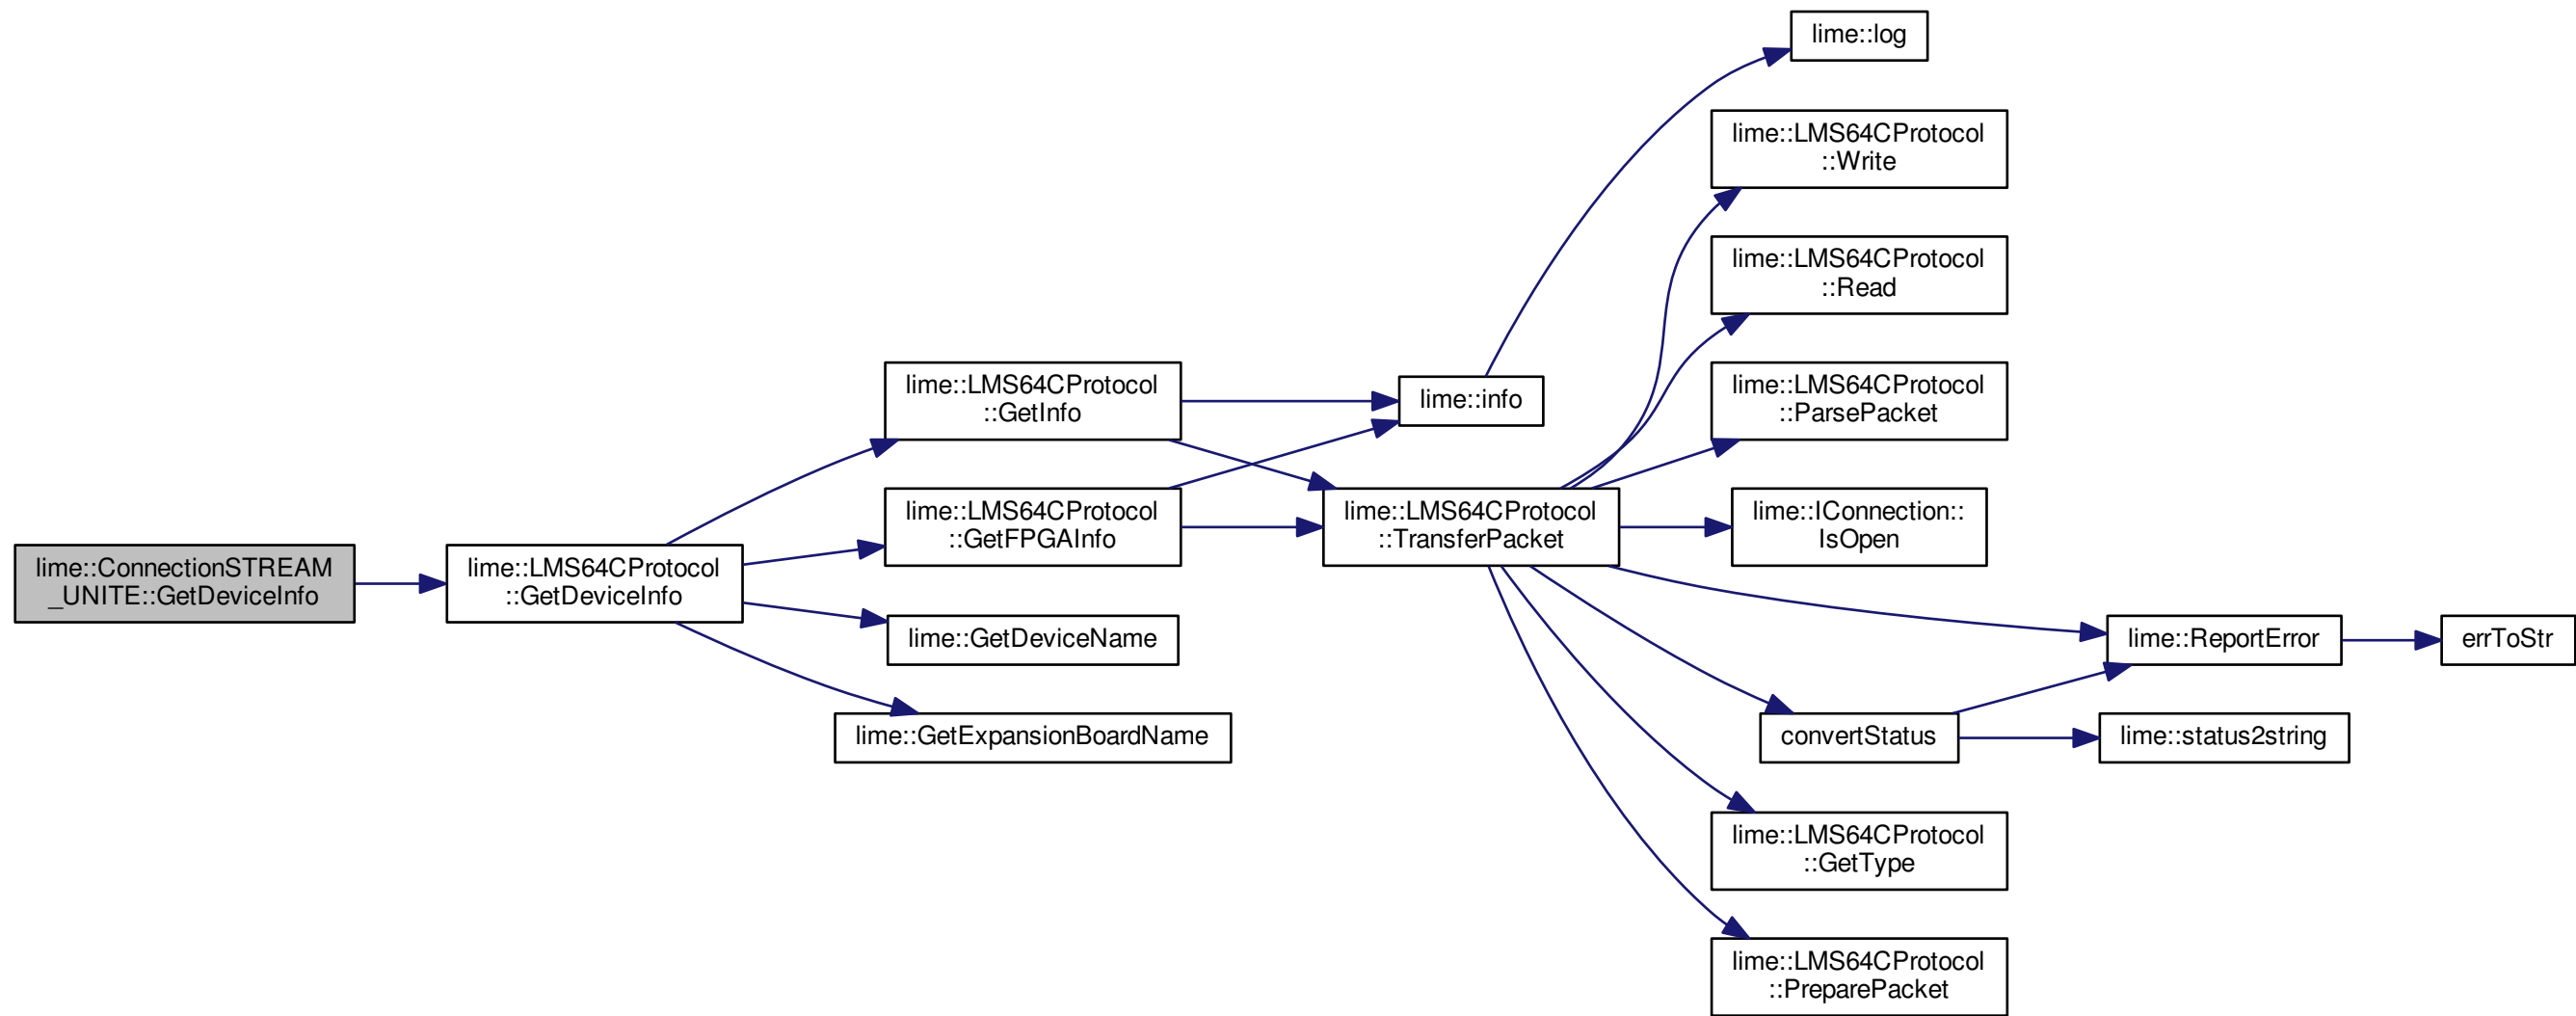 lime::ConnectionSTREAM
_UNITE::GetDeviceInfo
lime::LMS64CProtocol
::GetDeviceInfo
lime::LMS64CProtocol
::GetInfo
lime::LMS64CProtocol
::GetFPGAInfo
lime::GetDeviceName
lime::GetExpansionBoardName
lime::info
lime::LMS64CProtocol
::TransferPacket
lime::log
lime::LMS64CProtocol
::Write
lime::LMS64CProtocol
::Read
lime::LMS64CProtocol
::ParsePacket
lime::IConnection::
IsOpen
convertStatus
lime::LMS64CProtocol
::GetType
lime::LMS64CProtocol
::PreparePacket
lime::ReportError
lime::status2string
errToStr